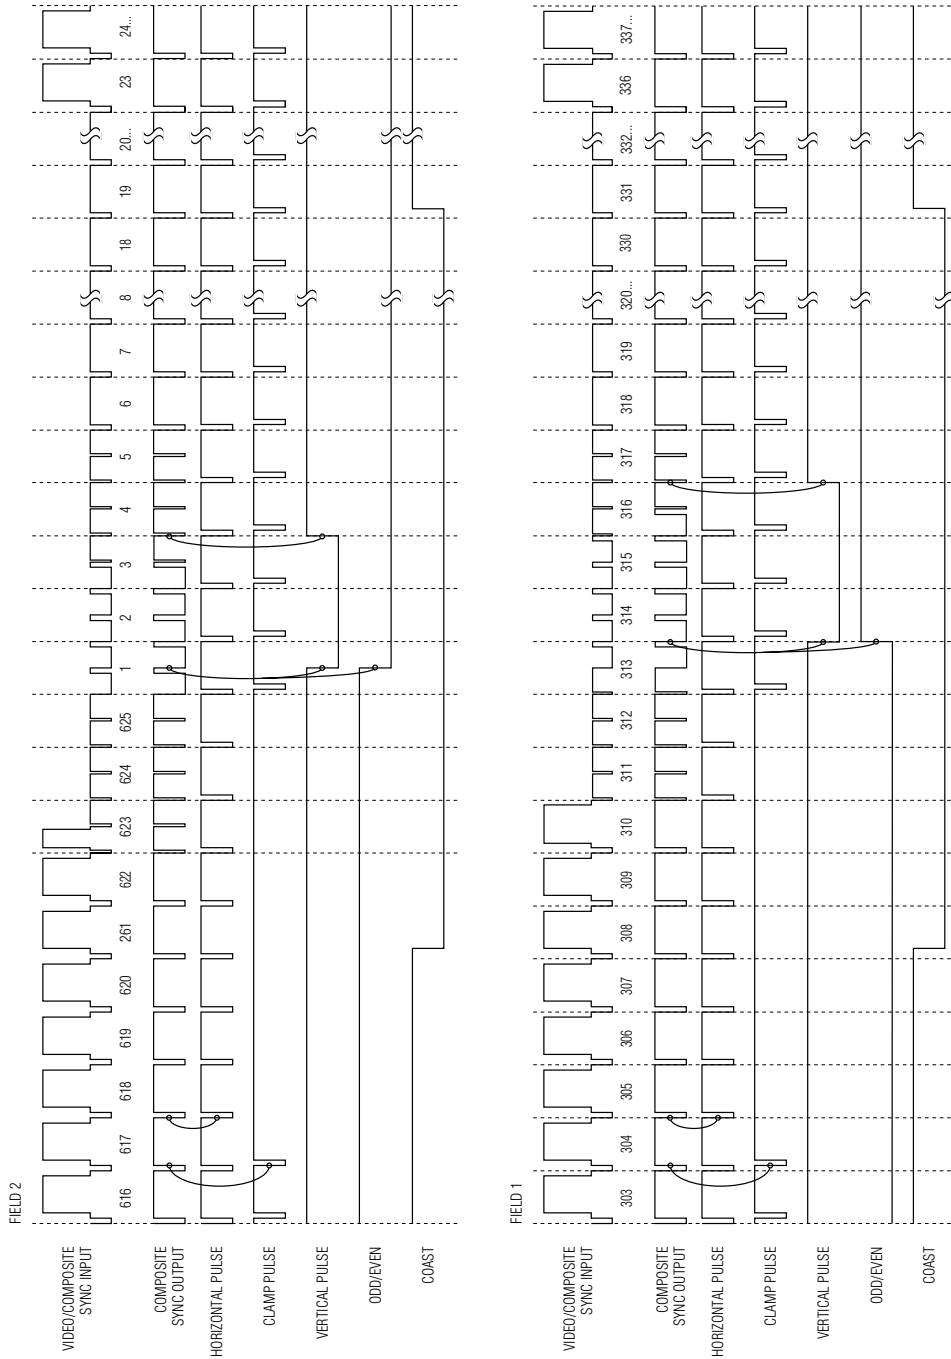 FIELD 2
VIDEO/COMPOSITE
SYNC INPUT
616 617 618 619 620 261 622 623 624 625 1 2 3 4 5 6 7 8 18 19 20... 23 24...
COMPOSITE
SYNC OUTPUT
HORIZONTAL PULSE
CLAMP PULSE
VERTICAL PULSE
ODD/EVEN
COAST
FIELD 1
VIDEO/COMPOSITE
SYNC INPUT
303 304 305 306 307 308 309 310 311 312 313 314 315 316 317 318 319 320... 330 331 332... 336 337...
COMPOSITE
SYNC OUTPUT
HORIZONTAL PULSE
CLAMP PULSE
VERTICAL PULSE
ODD/EVEN
COAST